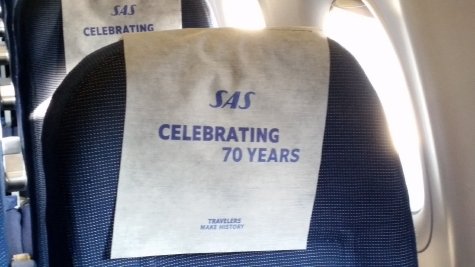 SAS
CELEBRATING
SAS
CELEBRATING
70 YEARS
TRAVELERS
MAKE HISTORY